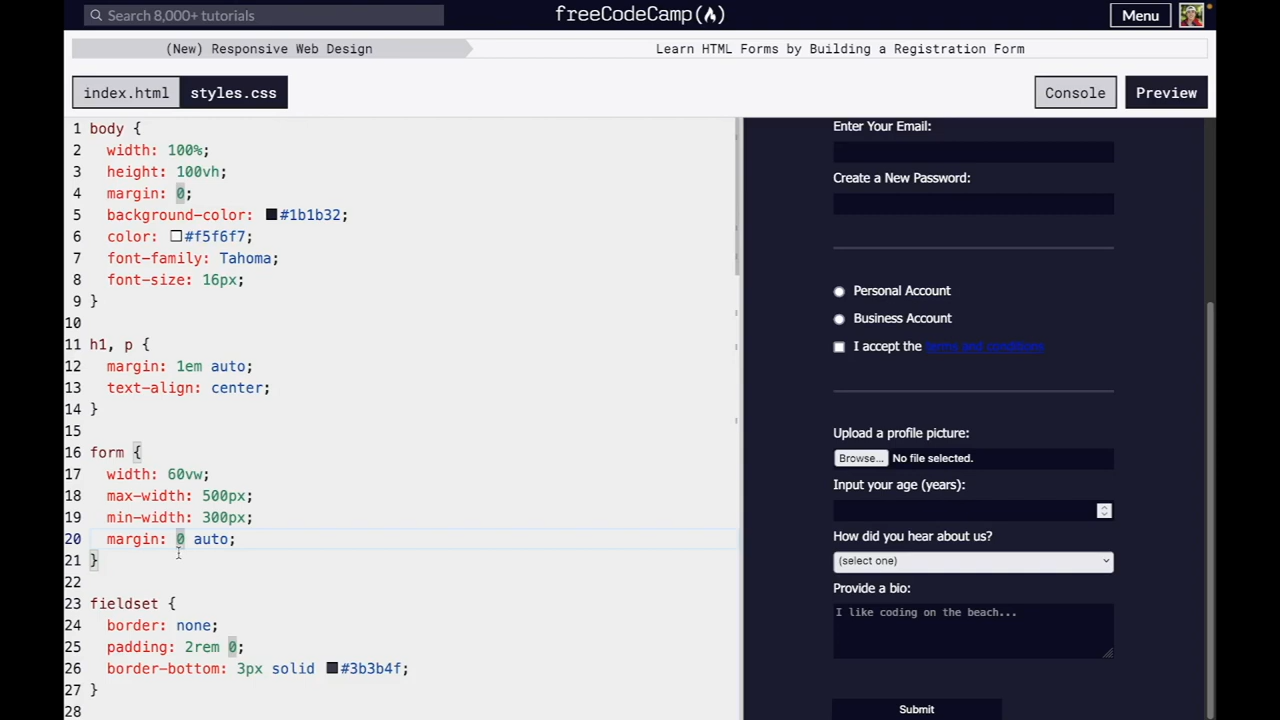 Search 8,000+ tutorials
freeCodeCamp
Menu
(New) Responsive Web Design
Learn HTML Forms by Building a Registration Form
index.html
styles.css
Console
Preview
1 body {
2 width: 100%;
3 height: 100vh;
4 margin: 0;
5 background-color: #1b1b32;
6 color: #f5f6f7;
7 font-family: Tahoma;
8 font-size: 16px;
9 }
10
11 h1, p {
12 margin: 1em auto;
13 text-align: center;
14 }
15
16 form {
17 width: 60vw;
18 max-width: 500px;
19 min-width: 300px;
20 margin: 0 auto;
21 }
22
23 fieldset {
24 border: none;
25 padding: 2rem 0;
26 border-bottom: 3px solid #3b3b4f;
27 }
28
Enter Your Email:
Create a New Password:
Personal Account
Business Account
I accept the terms and conditions
Upload a profile picture:
Browse... No file selected.
Input your age (years):
How did you hear about us?
(select one)
Provide a bio:
I like coding on the beach...
Submit